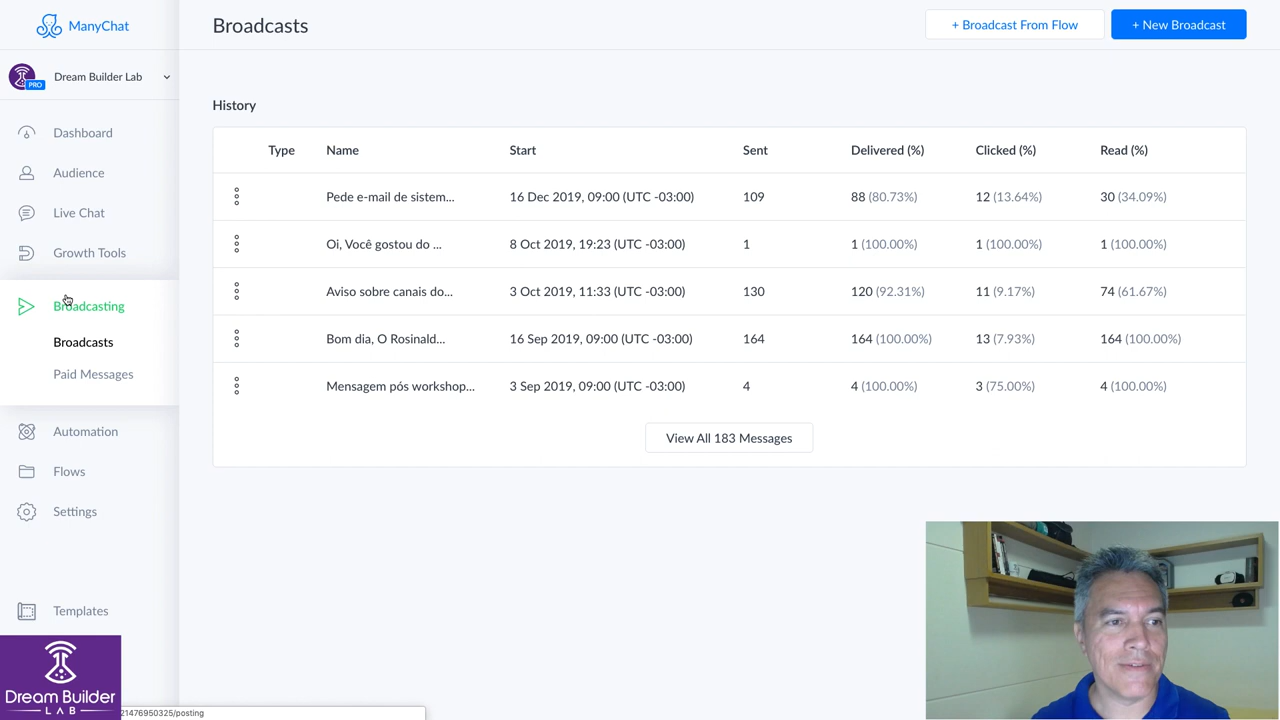 ManyChat
Broadcasts
+ Broadcast From Flow
+ New Broadcast
PRO
Dream Builder Lab
Dashboard
Audience
Live Chat
Growth Tools
Broadcasting
Broadcasts
Paid Messages
Automation
Flows
Settings
Templates
History
Type Name Start Sent Delivered (%) Clicked (%) Read (%)
Pede e-mail de sistem... 16 Dec 2019, 09:00 (UTC -03:00) 109 88 (80.73%) 12 (13.64%) 30 (34.09%)
Oi, Você gostou do ... 8 Oct 2019, 19:23 (UTC -03:00) 1 1 (100.00%) 1 (100.00%) 1 (100.00%)
Aviso sobre canais do... 3 Oct 2019, 11:33 (UTC -03:00) 130 120 (92.31%) 11 (9.17%) 74 (61.67%)
Bom dia, O Rosinald... 16 Sep 2019, 09:00 (UTC -03:00) 164 164 (100.00%) 13 (7.93%) 164 (100.00%)
Mensagem pós workshop... 3 Sep 2019, 09:00 (UTC -03:00) 4 4 (100.00%) 3 (75.00%) 4 (100.00%)
View All 183 Messages
Dream Builder
LAB
21476950325/posting